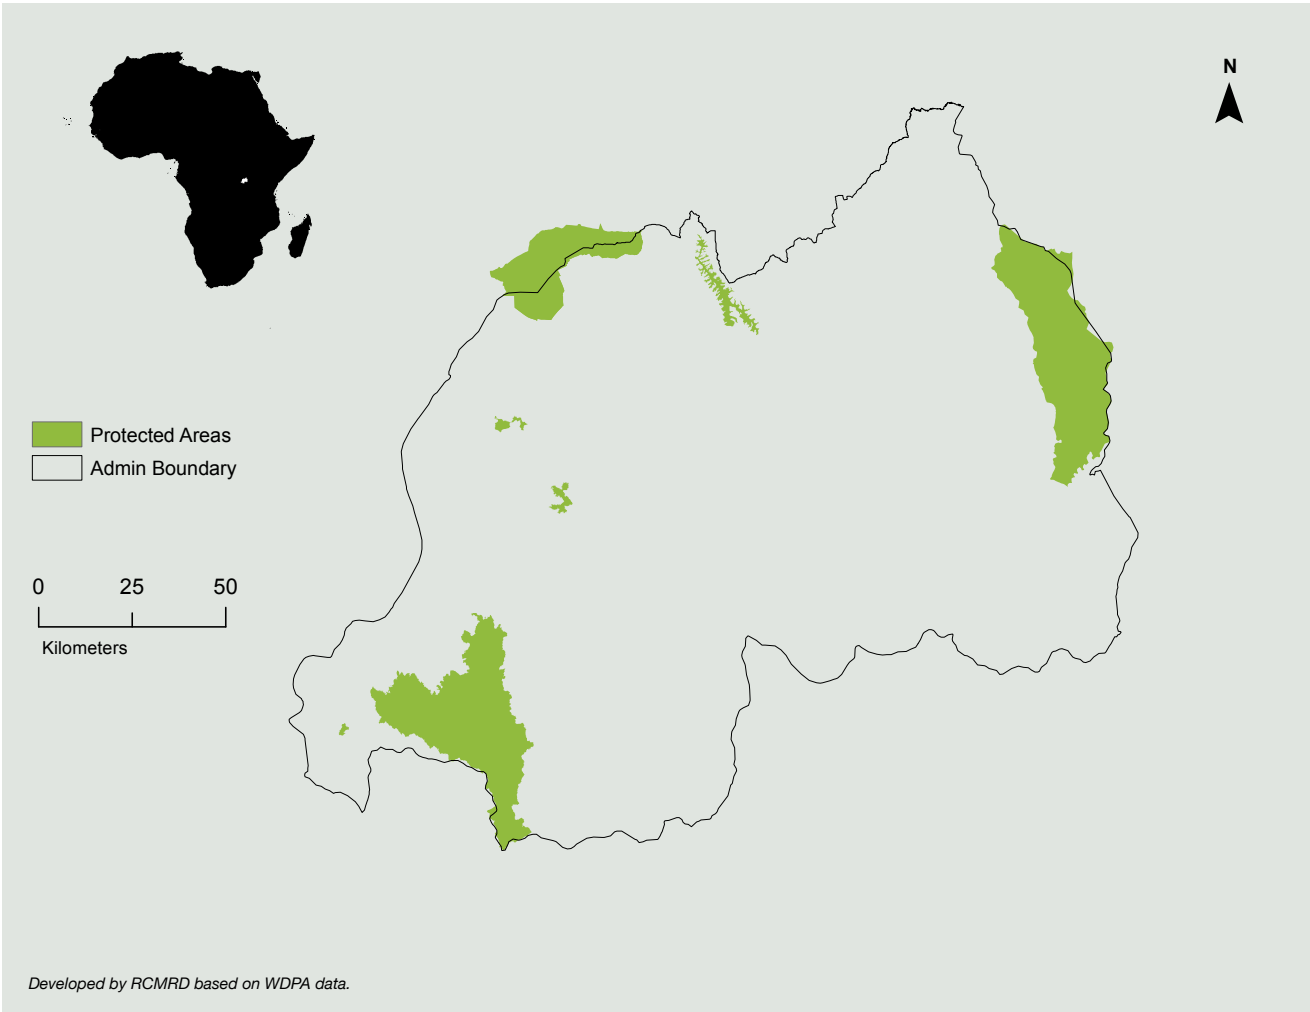 N
Protected Areas
Admin Boundary
0 25 50
Kilometers
Developed by RCMRD based on WDPA data.